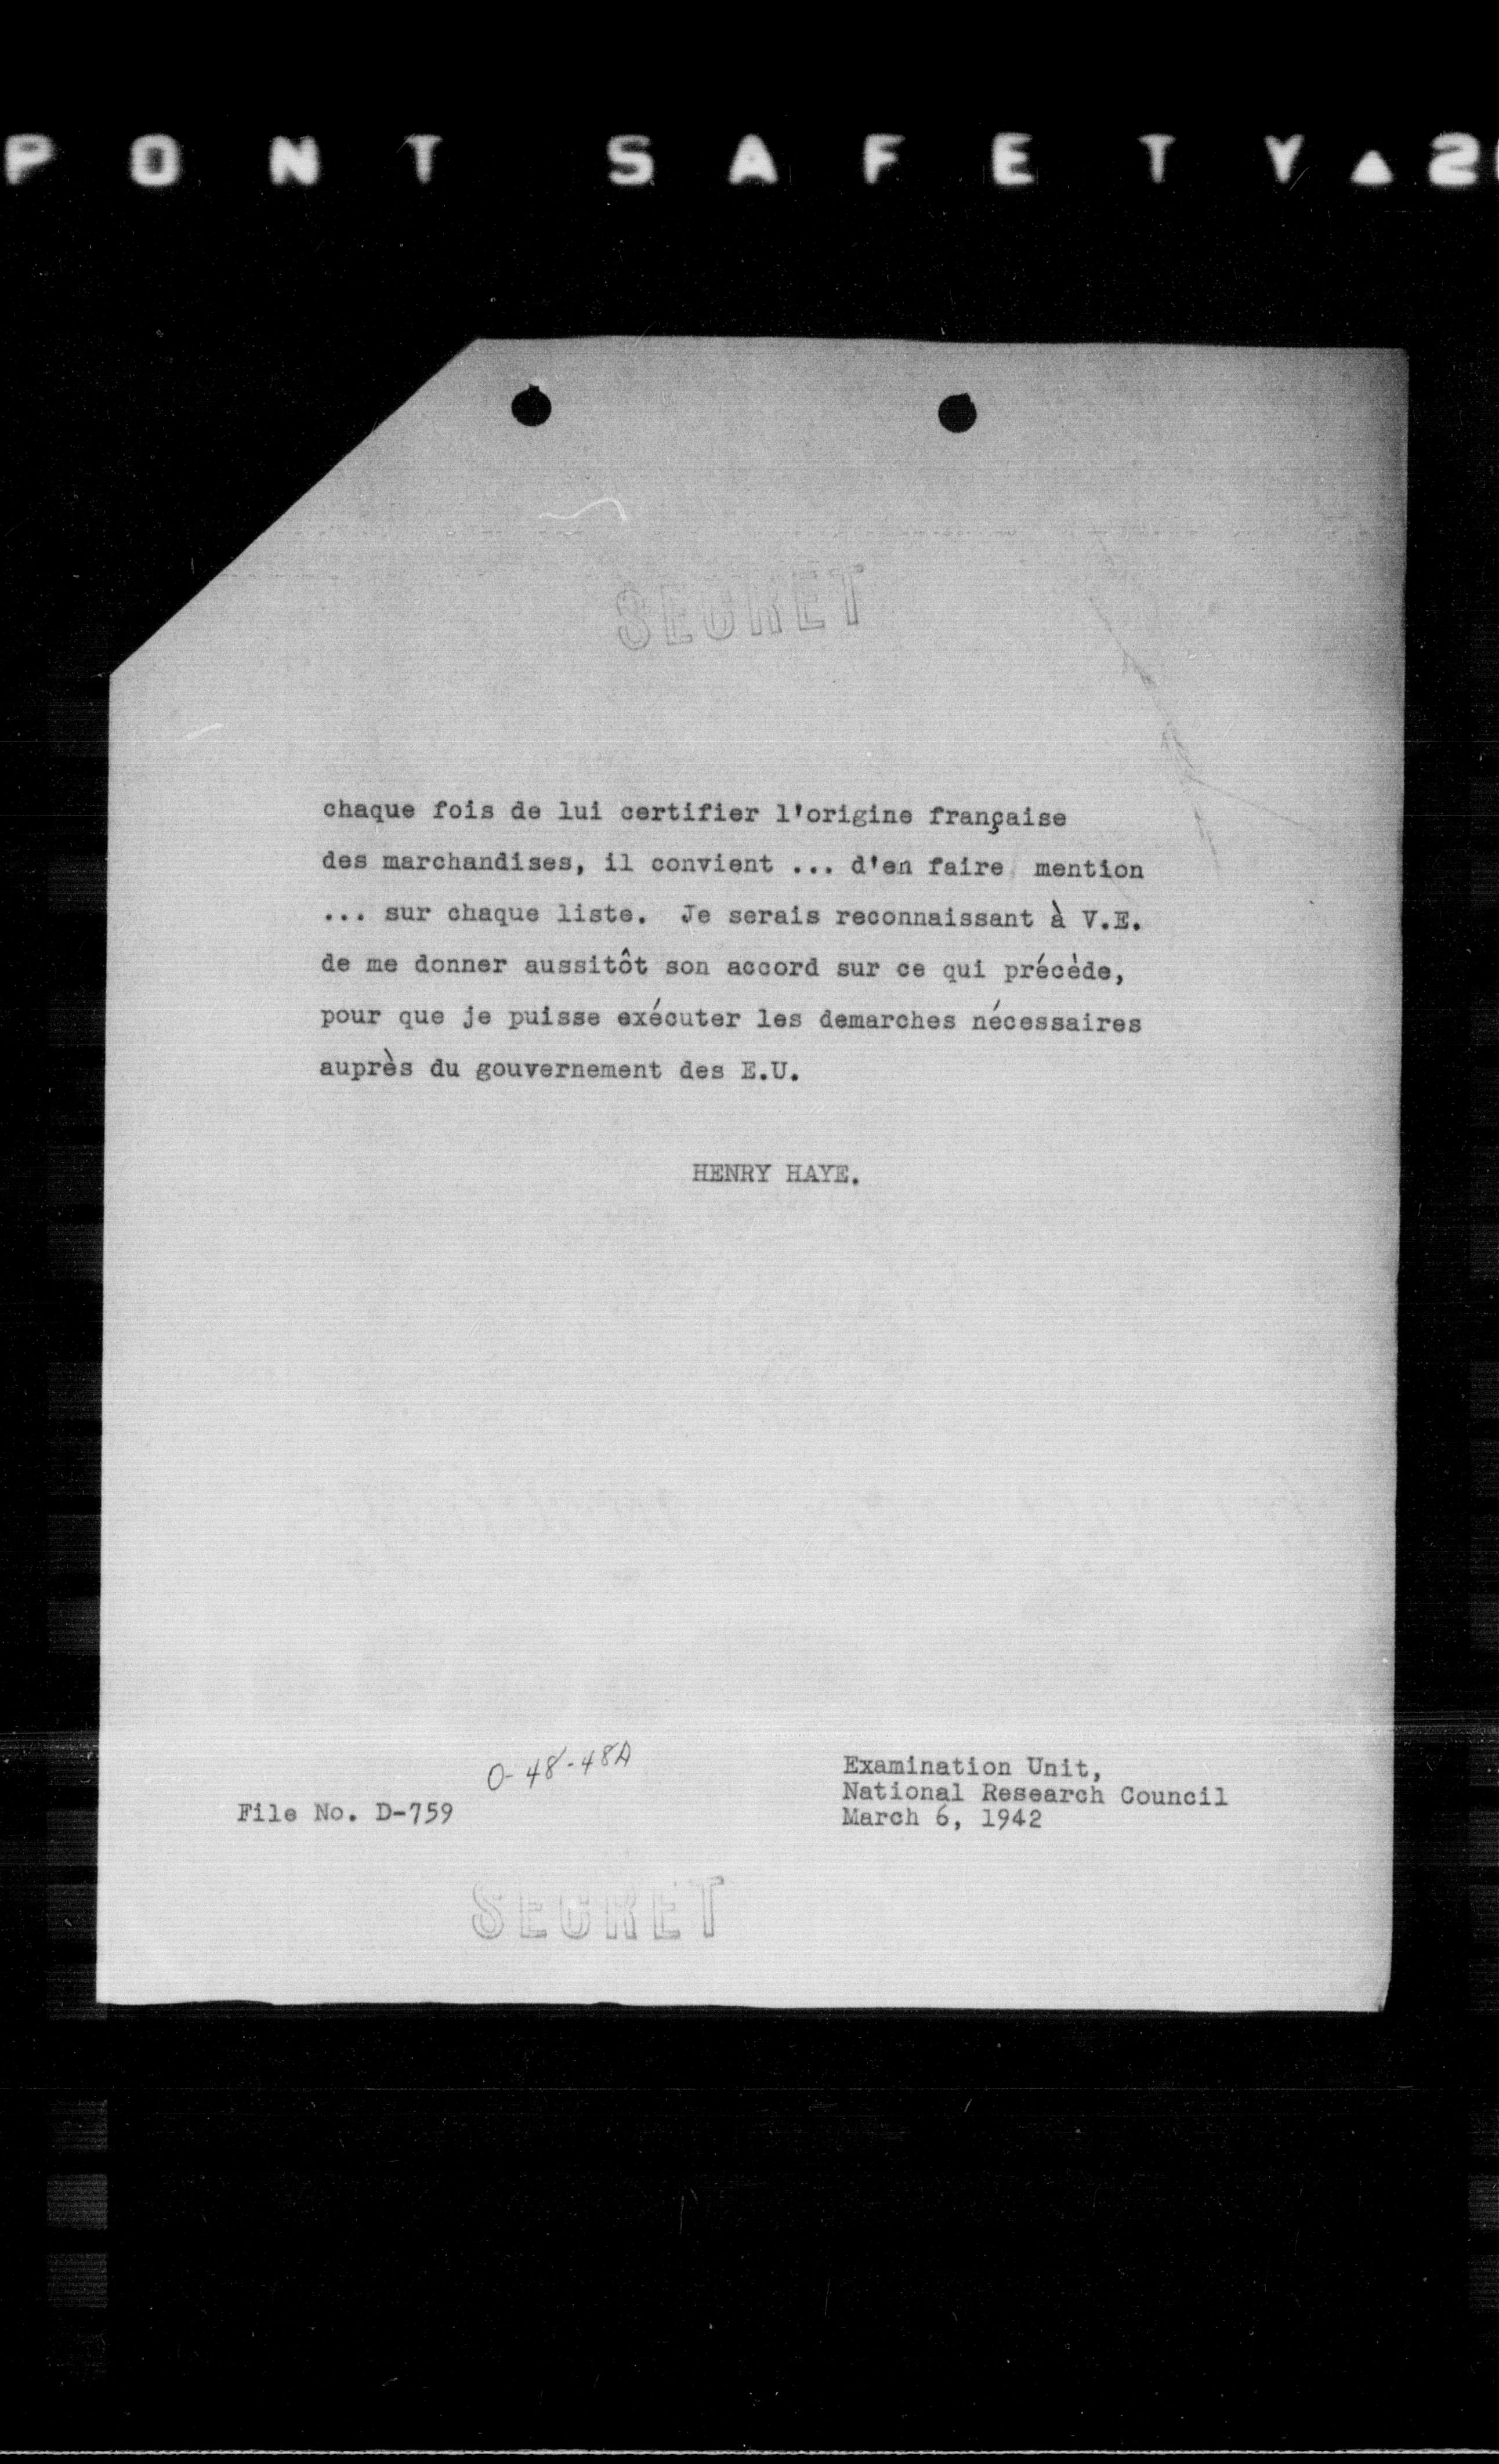 PONT SAFETY▲2
SECRET
chaque fois de lui certifier l'origine française
des marchandises, il convient ... d'en faire mention
... sur chaque liste. Je serais reconnaissant à V.E.
de me donner aussitôt son accord sur ce qui précède,
pour que je puisse exécuter les demarches nécessaires
auprès du gouvernement des E.U.
HENRY HAYE.
0-48-48A
File No. D-759
Examination Unit,
National Research Council
March 6, 1942
SECRET